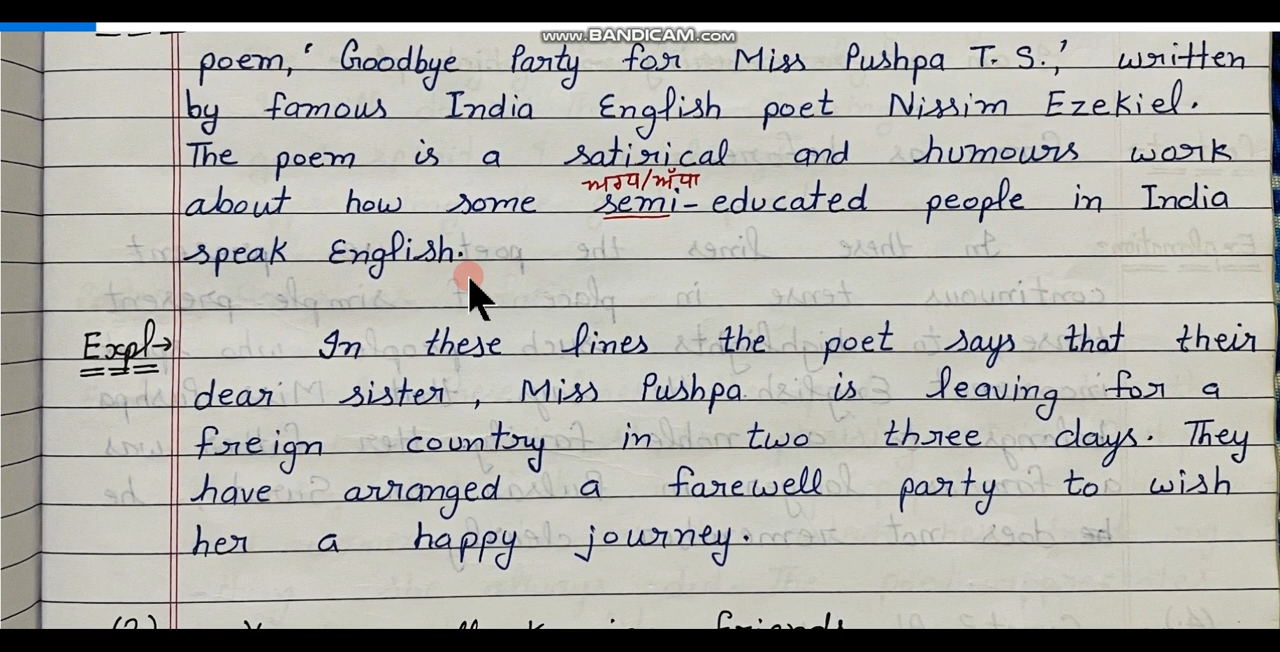 WWW.BANDICAM.COM
poem, 'Goodbye Party for Miss Pushpa T. S.,' written
by famous India English poet Nissim Ezekiel.
The poem is a satirical and humours work
ਅਰਧ/ਅੱਧਾ
about how some semi-educated people in India
speak English.
Expl→ In these lines the poet says that their
dear sister, Miss Pushpa is leaving for a
freign country in two three days. They
have arranged a farewell party to wish
her a happy journey.
friends